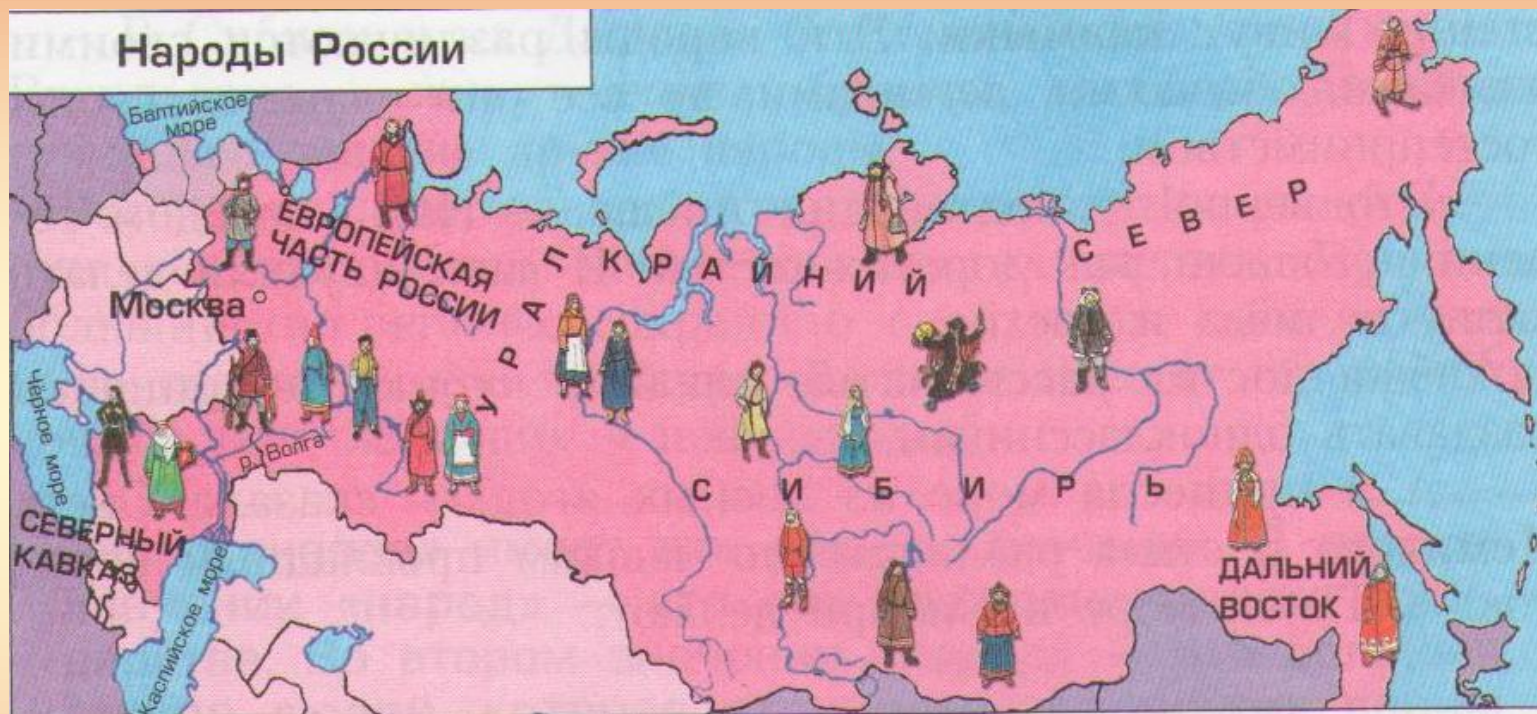 Народы России
Балтийское
море
ЕВРОПЕЙСКАЯ
ЧАСТЬ РОССИИ
УРАЛ
КРАЙНИЙ СЕВЕР
Москва
Чёрное море
р. Волга
СИБИРЬ
СЕВЕРНЫЙ
КАВКАЗ
Каспийское море
ДАЛЬНИЙ
ВОСТОК